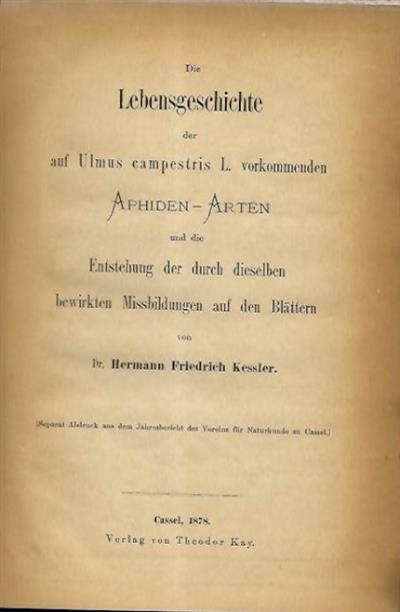 Die
Lebensgeschichte
der
auf Ulmus campestris L. vorkommenden
APHIDEN-ARTEN
und die
Entstehung der durch dieselben
bewirkten Missbildungen auf den Blättern
von
Dr. Hermann Friedrich Kessler.
(Separat-Abdruck aus dem Jahresbericht des Vereins für Naturkunde zu Cassel.)
Cassel, 1878.
Verlag von Theodor Kay.